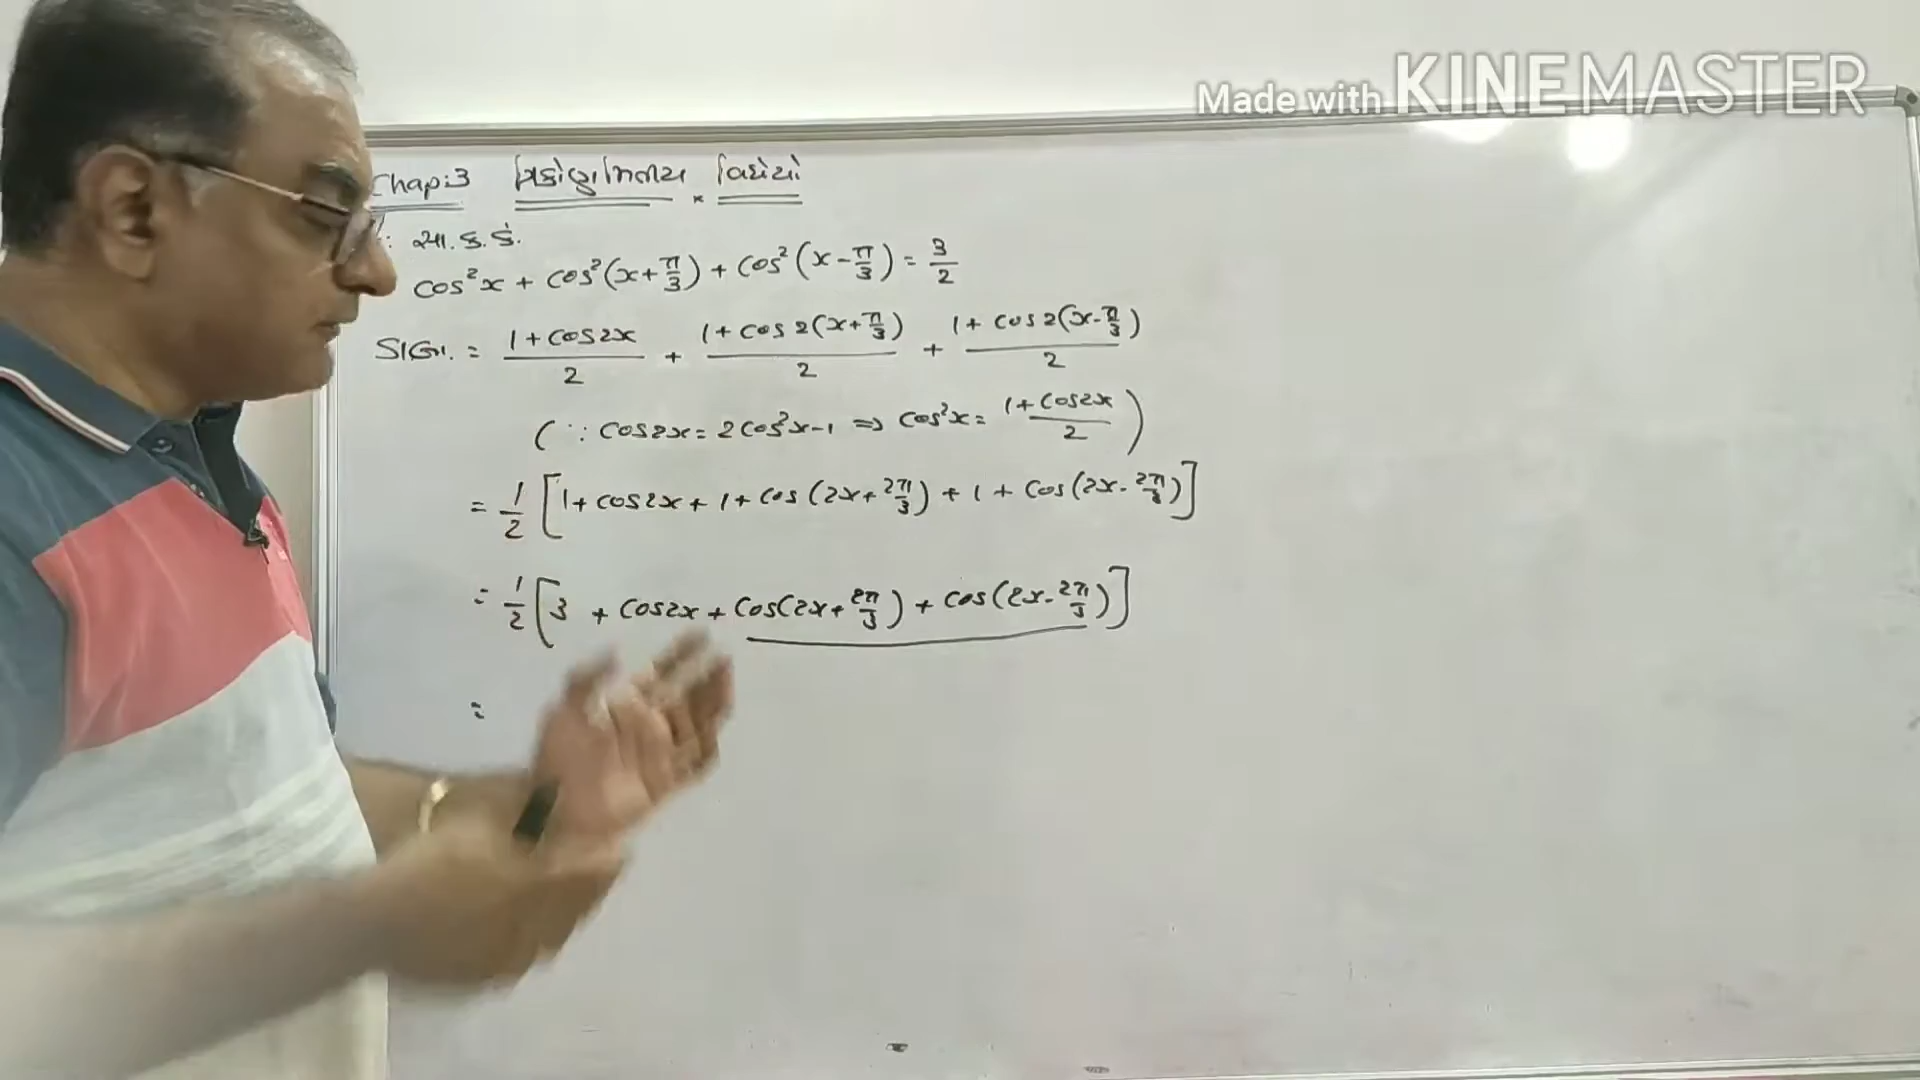 Made with KINEMASTER
Chap:3 ત્રિકોણમિતીય વિધેયો
: સા.ક.કે.
cos²x + cos²(x+π/3) + cos²(x-π/3) = 3/2
= (1+cos2x)/2 + (1+cos2(x+π/3))/2 + (1+cos2(x-π/3))/2
(∵ cos2x = 2cos²x-1 ⇒ cos²x = (1+cos2x)/2)
= 1/2 [1+cos2x+1+cos(2x+2π/3)+1+cos(2x-2π/3)]
= 1/2 [3 + cos2x + cos(2x+2π/3) + cos(2x-2π/3)]
=